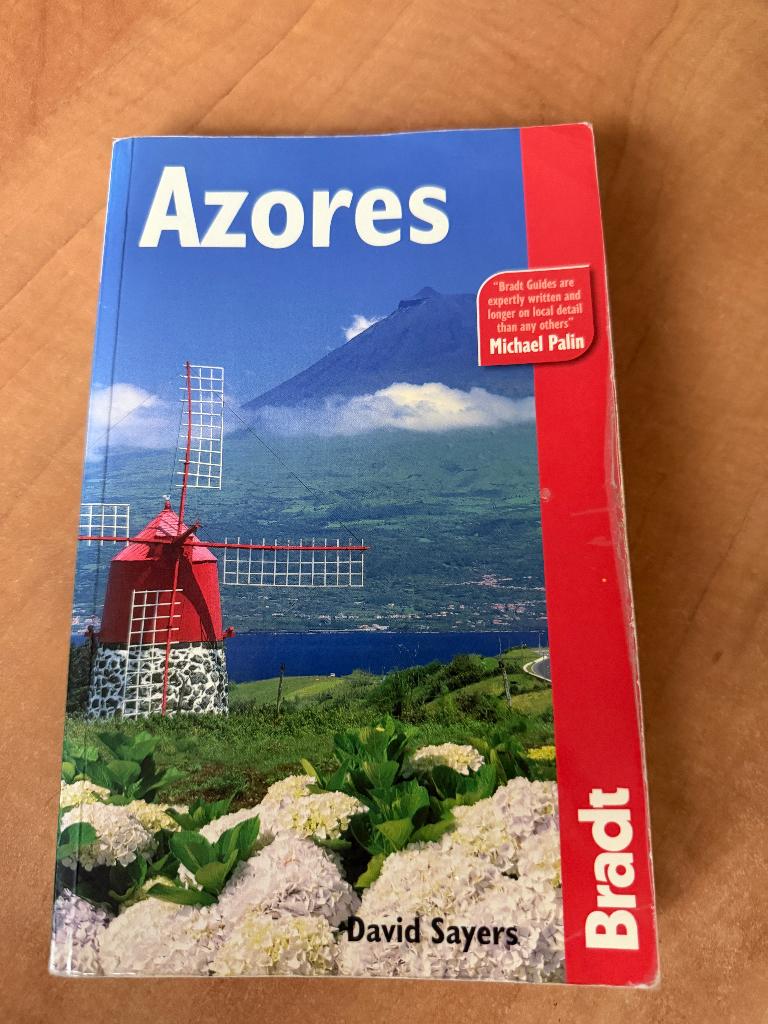 Azores
"Bradt Guides are
expertly written and
longer on local detail
than any others"
Michael Palin
David Sayers
Bradt